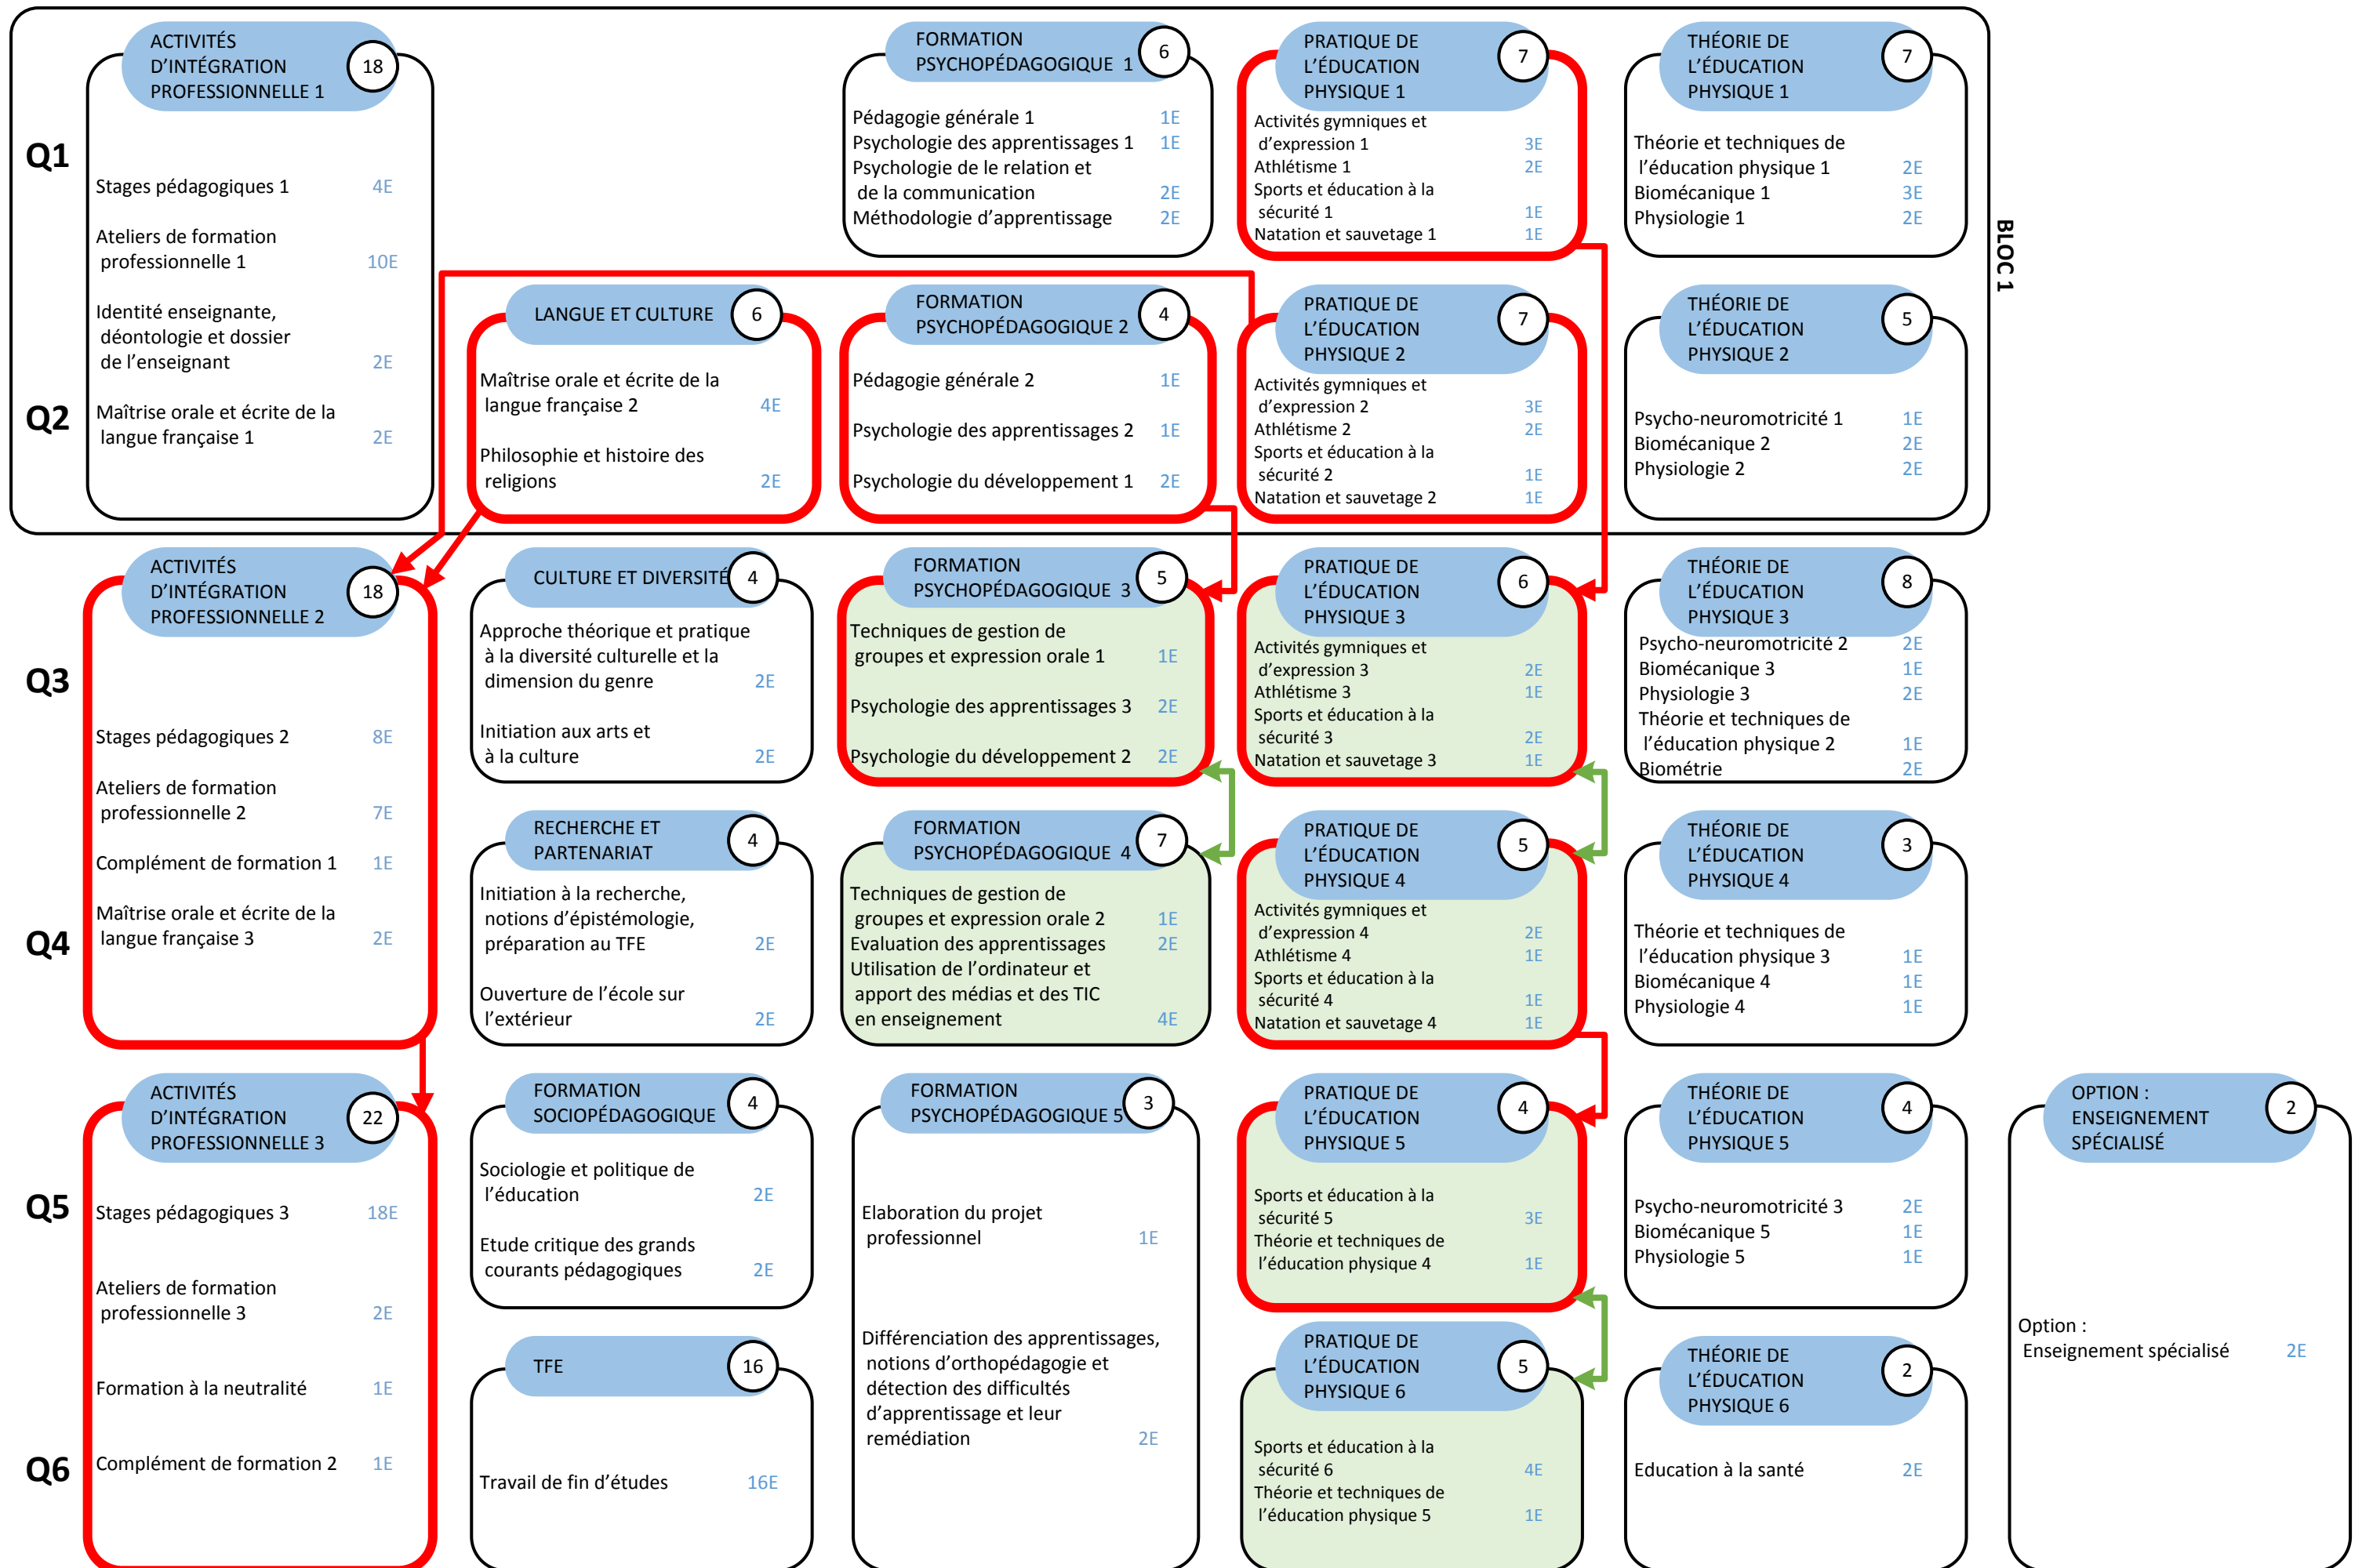 ACTIVITÉS
D'INTÉGRATION
PROFESSIONNELLE 1
18
Stages pédagogiques 1 4E
Ateliers de formation
professionnelle 1 10E
Identité enseignante,
déontologie et dossier
de l'enseignant 2E
Maîtrise orale et écrite de la
langue française 1 2E
Q1
Q2
FORMATION
PSYCHOPÉDAGOGIQUE 1
6
Pédagogie générale 1 1E
Psychologie des apprentissages 1 1E
Psychologie de le relation et
de la communication 2E
Méthodologie d'apprentissage 2E
PRATIQUE DE
L'ÉDUCATION
PHYSIQUE 1
7
Activités gymniques et
d'expression 1 3E
Athlétisme 1 2E
Sports et éducation à la
sécurité 1 1E
Natation et sauvetage 1 1E
THÉORIE DE
L'ÉDUCATION
PHYSIQUE 1
7
Théorie et techniques de
l'éducation physique 1 2E
Biomécanique 1 3E
Physiologie 1 2E
BLOC 1
LANGUE ET CULTURE
6
Maîtrise orale et écrite de la
langue française 2 4E
Philosophie et histoire des
religions 2E
FORMATION
PSYCHOPÉDAGOGIQUE 2
4
Pédagogie générale 2 1E
Psychologie des apprentissages 2 1E
Psychologie du développement 1 2E
PRATIQUE DE
L'ÉDUCATION
PHYSIQUE 2
7
Activités gymniques et
d'expression 2 3E
Athlétisme 2 2E
Sports et éducation à la
sécurité 2 1E
Natation et sauvetage 2 1E
THÉORIE DE
L'ÉDUCATION
PHYSIQUE 2
5
Psycho-neuromotricité 1 1E
Biomécanique 2 2E
Physiologie 2 2E
ACTIVITÉS
D'INTÉGRATION
PROFESSIONNELLE 2
18
Stages pédagogiques 2 8E
Ateliers de formation
professionnelle 2 7E
Complément de formation 1 1E
Maîtrise orale et écrite de la
langue française 3 2E
Q3
Q4
CULTURE ET DIVERSITÉ
4
Approche théorique et pratique
à la diversité culturelle et la
dimension du genre 2E
Initiation aux arts et
à la culture 2E
FORMATION
PSYCHOPÉDAGOGIQUE 3
5
Techniques de gestion de
groupes et expression orale 1 1E
Psychologie des apprentissages 3 2E
Psychologie du développement 2 2E
PRATIQUE DE
L'ÉDUCATION
PHYSIQUE 3
6
Activités gymniques et
d'expression 3 2E
Athlétisme 3 1E
Sports et éducation à la
sécurité 3 2E
Natation et sauvetage 3 1E
THÉORIE DE
L'ÉDUCATION
PHYSIQUE 3
8
Psycho-neuromotricité 2 2E
Biomécanique 3 1E
Physiologie 3 2E
Théorie et techniques de
l'éducation physique 2 1E
Biométrie 2E
RECHERCHE ET
PARTENARIAT
4
Initiation à la recherche,
notions d'épistémologie,
préparation au TFE 2E
Ouverture de l'école sur
l'extérieur 2E
FORMATION
PSYCHOPÉDAGOGIQUE 4
7
Techniques de gestion de
groupes et expression orale 2 1E
Evaluation des apprentissages 2E
Utilisation de l'ordinateur et
apport des médias et des TIC
en enseignement 4E
PRATIQUE DE
L'ÉDUCATION
PHYSIQUE 4
5
Activités gymniques et
d'expression 4 2E
Athlétisme 4 1E
Sports et éducation à la
sécurité 4 1E
Natation et sauvetage 4 1E
THÉORIE DE
L'ÉDUCATION
PHYSIQUE 4
3
Théorie et techniques de
l'éducation physique 3 1E
Biomécanique 4 1E
Physiologie 4 1E
ACTIVITÉS
D'INTÉGRATION
PROFESSIONNELLE 3
22
Stages pédagogiques 3 18E
Ateliers de formation
professionnelle 3 2E
Formation à la neutralité 1E
Complément de formation 2 1E
Q5
Q6
FORMATION
SOCIOPÉDAGOGIQUE
4
Sociologie et politique de
l'éducation 2E
Etude critique des grands
courants pédagogiques 2E
FORMATION
PSYCHOPÉDAGOGIQUE 5
3
Elaboration du projet
professionnel 1E
Différenciation des apprentissages,
notions d'orthopédagogie et
détection des difficultés
d'apprentissage et leur
remédiation 2E
PRATIQUE DE
L'ÉDUCATION
PHYSIQUE 5
4
Sports et éducation à la
sécurité 5 3E
Théorie et techniques de
l'éducation physique 4 1E
THÉORIE DE
L'ÉDUCATION
PHYSIQUE 5
4
Psycho-neuromotricité 3 2E
Biomécanique 5 1E
Physiologie 5 1E
OPTION :
ENSEIGNEMENT
SPÉCIALISÉ
2
Option :
Enseignement spécialisé 2E
TFE
16
Travail de fin d'études 16E
PRATIQUE DE
L'ÉDUCATION
PHYSIQUE 6
5
Sports et éducation à la
sécurité 6 4E
Théorie et techniques de
l'éducation physique 5 1E
THÉORIE DE
L'ÉDUCATION
PHYSIQUE 6
2
Education à la santé 2E